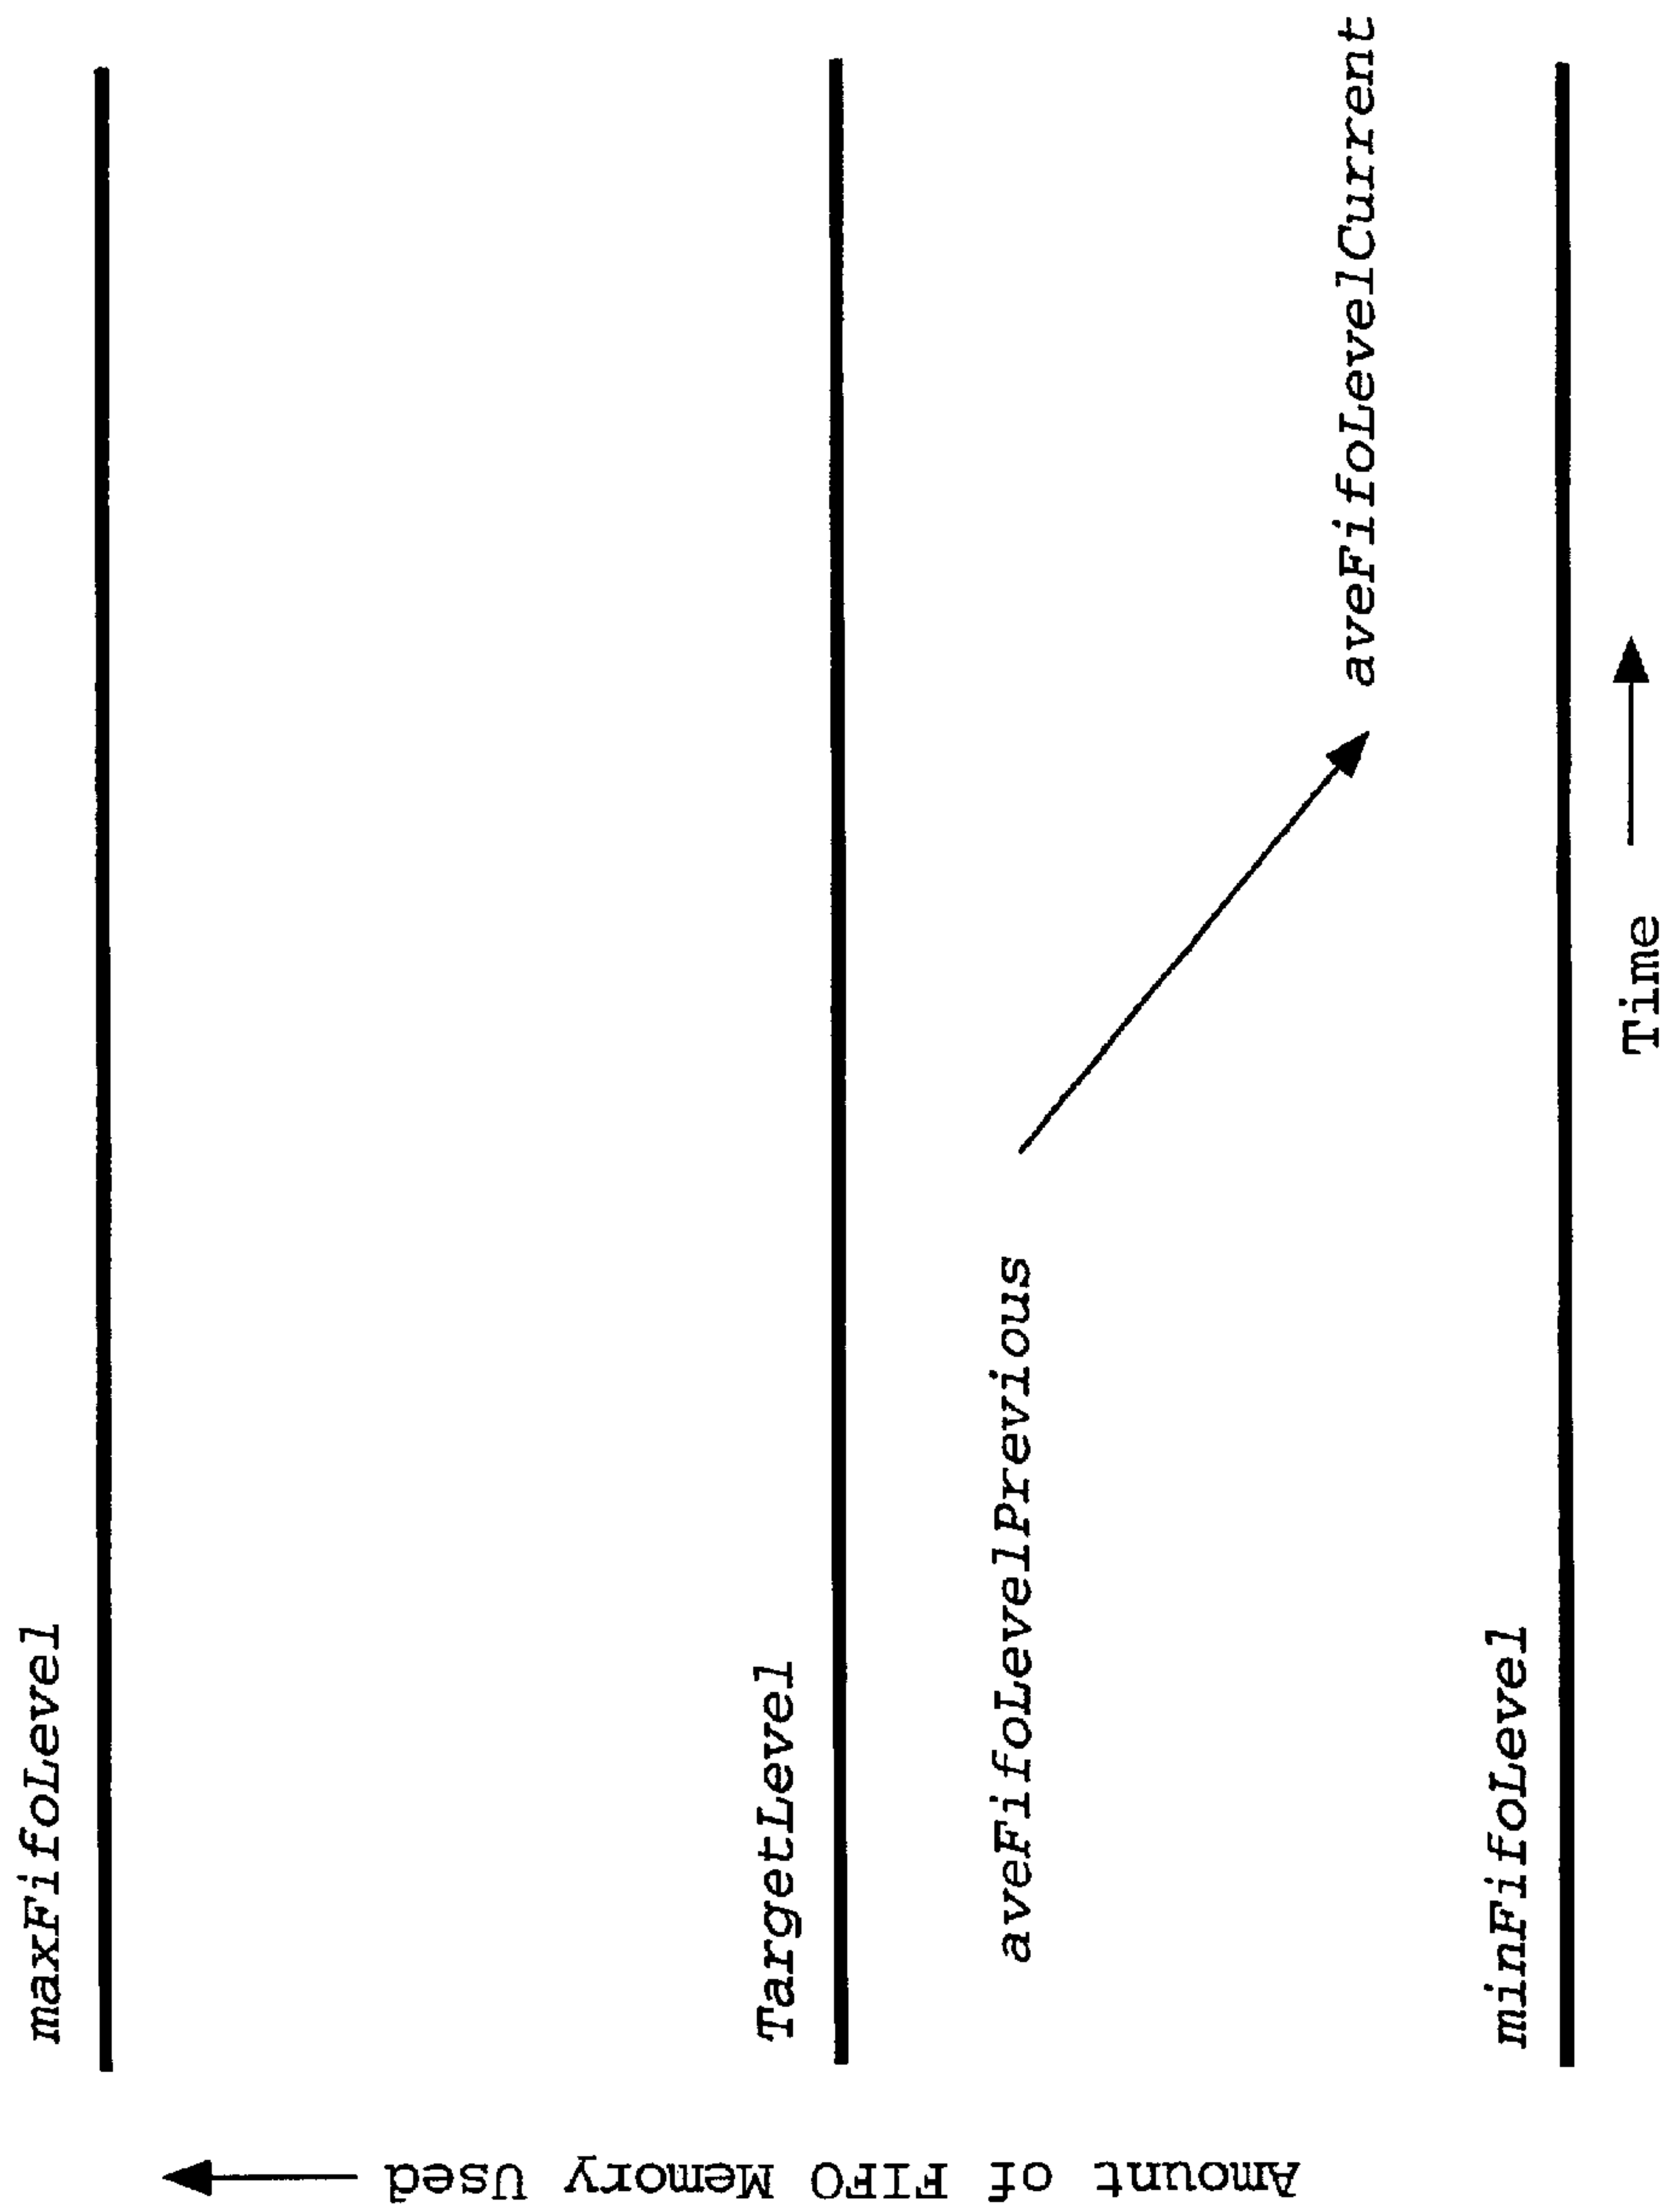 maxFifoLevel
TargetLevel
aveFifoLevelPrevious
aveFifoLevelCurrent
minFifoLevel
Time
Amount of FIFO Memory Used